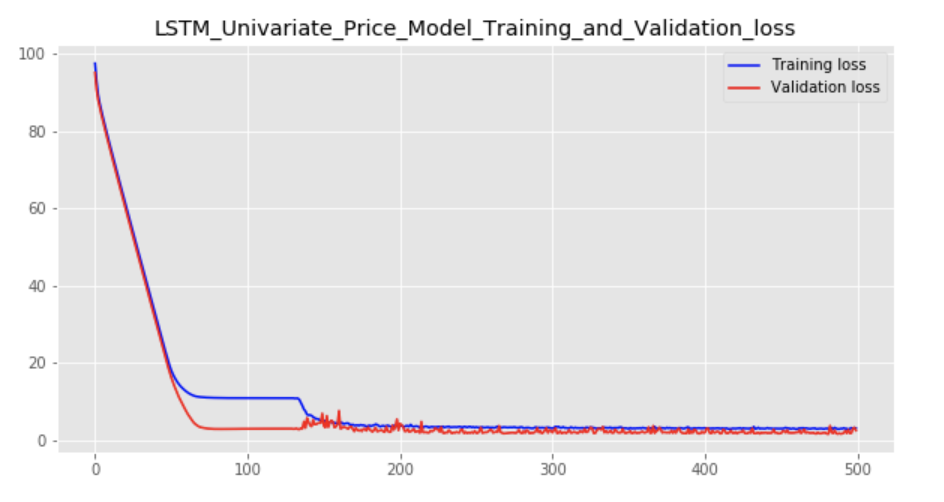 LSTM_Univariate_Price_Model_Training_and_Validation_loss
100
80
60
40
20
0
Training loss
Validation loss
0 100 200 300 400 500